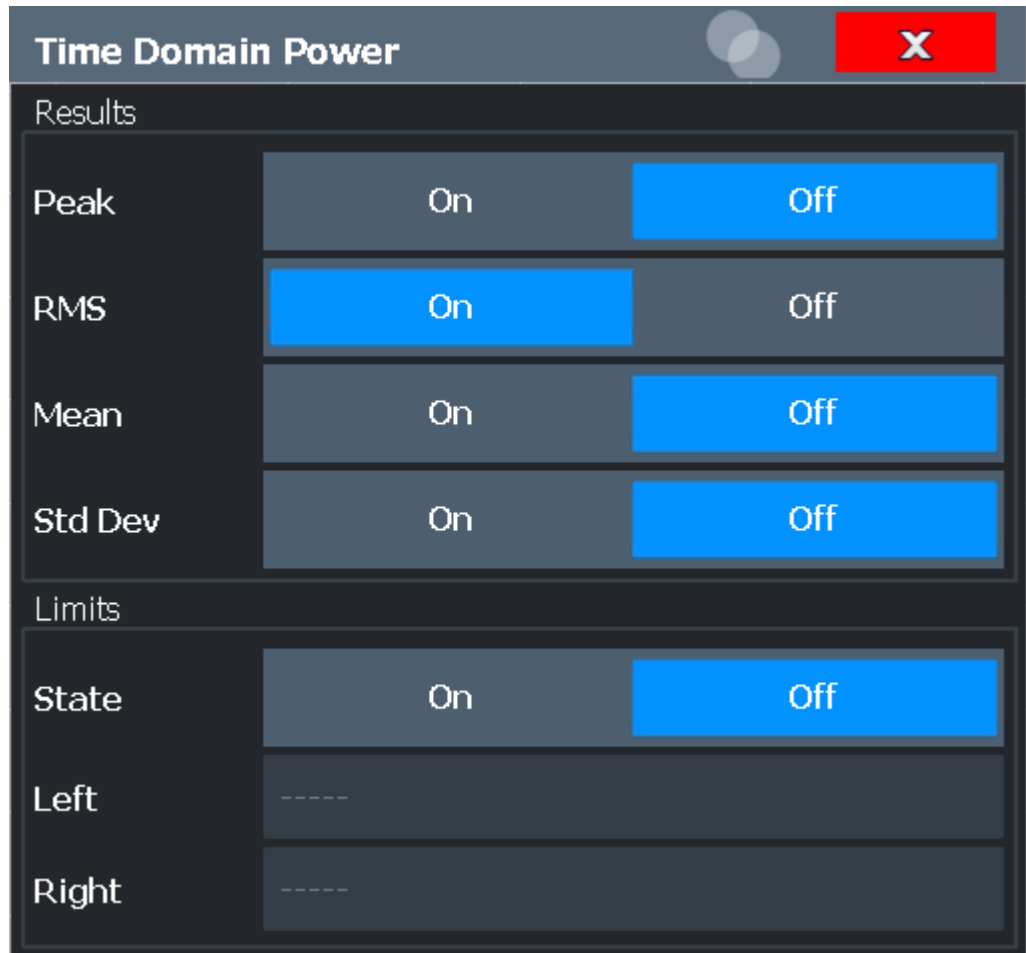 Time Domain Power X
Results
Peak On Off
RMS On Off
Mean On Off
Std Dev On Off
Limits
State On Off
Left -----
Right -----